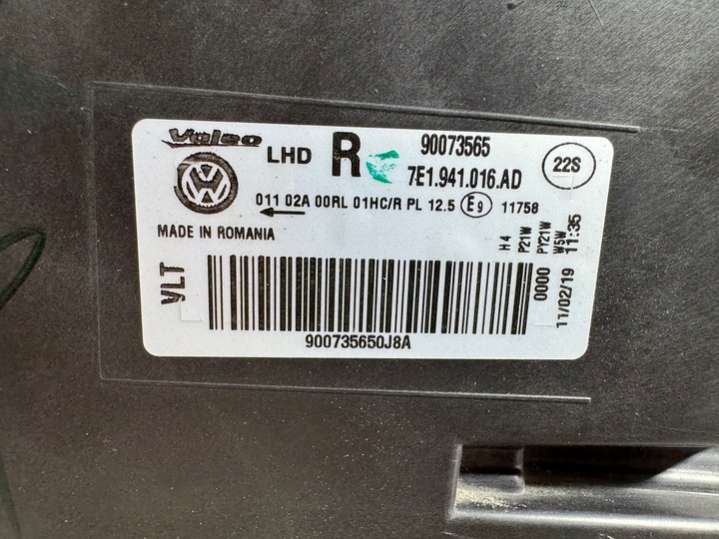 Valeo
LHD R
90073565
7E1.941.016.AD
22S
011 02A 00RL 01HC/R PL 12.5 E9 11758
MADE IN ROMANIA
VLT
H4
P21W
PY21W
W5W
0000
11/02/19 11:35
900735650J8A